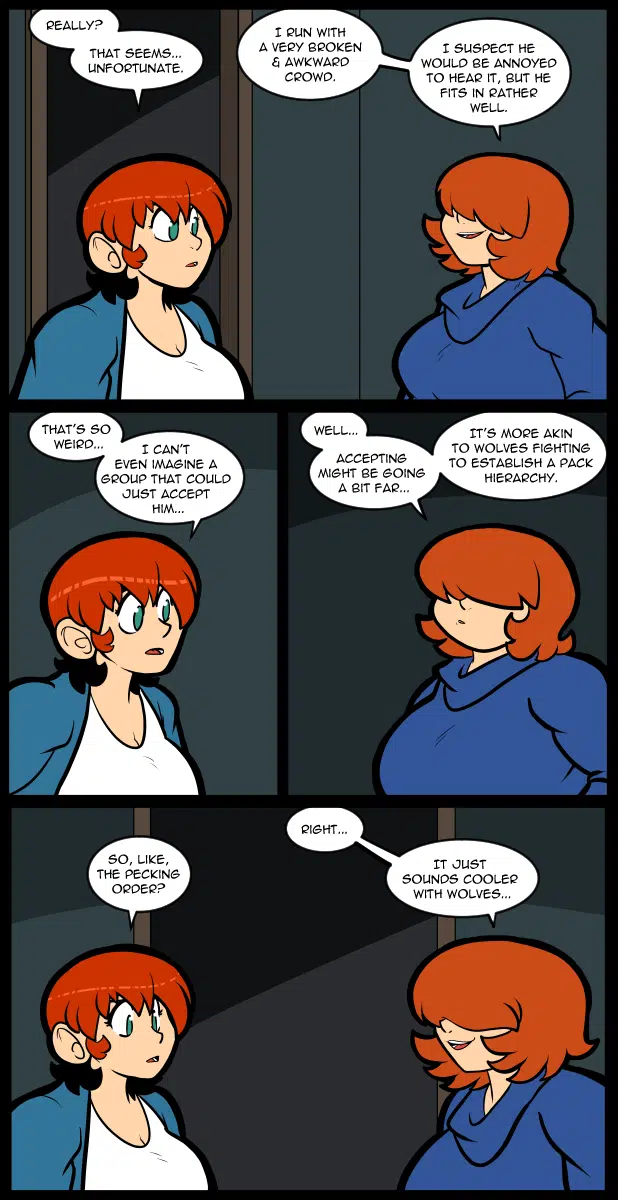 REALLY?
THAT SEEMS...
UNFORTUNATE.
I RUN WITH
A VERY BROKEN
& AWKWARD
CROWD.
I SUSPECT HE
WOULD BE ANNOYED
TO HEAR IT, BUT HE
FITS IN RATHER
WELL.
THAT'S SO
WEIRD...
I CAN'T
EVEN IMAGINE A
GROUP THAT COULD
JUST ACCEPT
HIM...
WELL...
ACCEPTING
MIGHT BE GOING
A BIT FAR...
IT'S MORE AKIN
TO WOLVES FIGHTING
TO ESTABLISH A PACK
HIERARCHY.
SO, LIKE,
THE PECKING
ORDER?
RIGHT...
IT JUST
SOUNDS COOLER
WITH WOLVES...